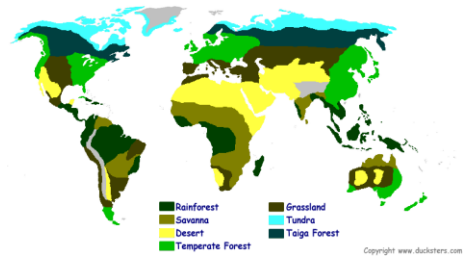 Rainforest
Savanna
Desert
Temperate Forest
Grassland
Tundra
Taiga Forest
Copyright www.ducksters.com